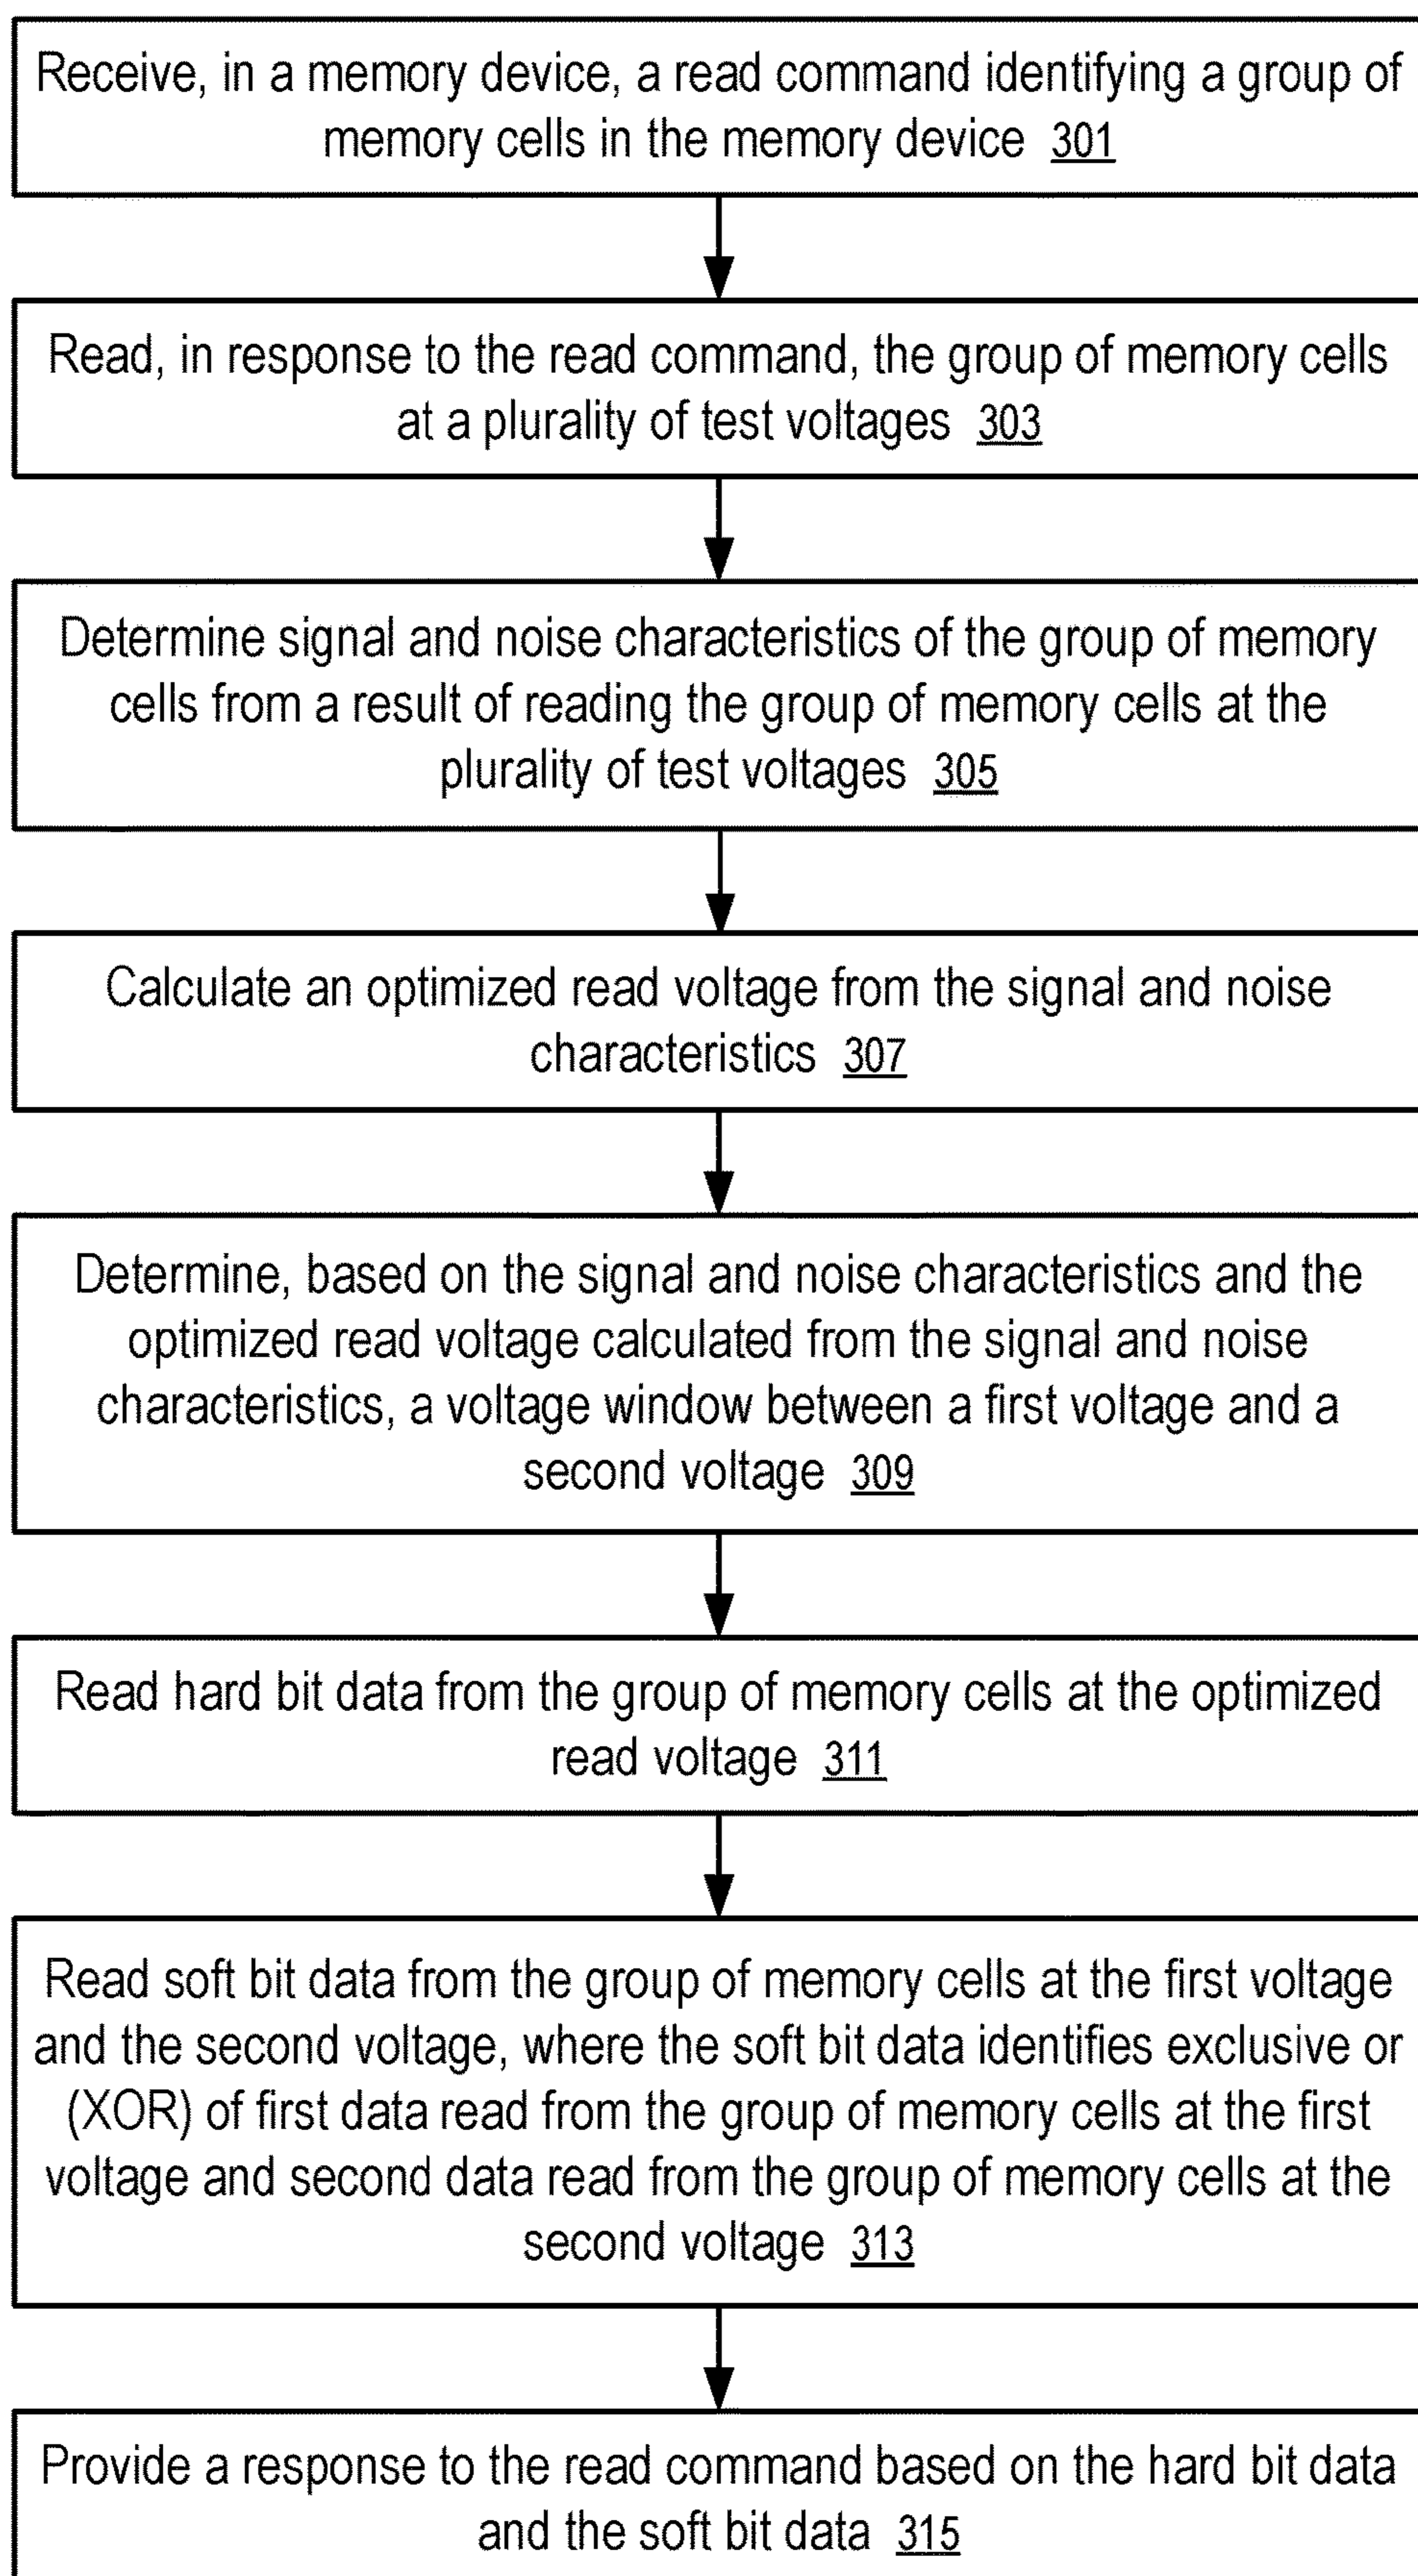 Receive, in a memory device, a read command identifying a group of
memory cells in the memory device 301
Read, in response to the read command, the group of memory cells
at a plurality of test voltages 303
Determine signal and noise characteristics of the group of memory
cells from a result of reading the group of memory cells at the
plurality of test voltages 305
Calculate an optimized read voltage from the signal and noise
characteristics 307
Determine, based on the signal and noise characteristics and the
optimized read voltage calculated from the signal and noise
characteristics, a voltage window between a first voltage and a
second voltage 309
Read hard bit data from the group of memory cells at the optimized
read voltage 311
Read soft bit data from the group of memory cells at the first voltage
and the second voltage, where the soft bit data identifies exclusive or
(XOR) of first data read from the group of memory cells at the first
voltage and second data read from the group of memory cells at the
second voltage 313
Provide a response to the read command based on the hard bit data
and the soft bit data 315